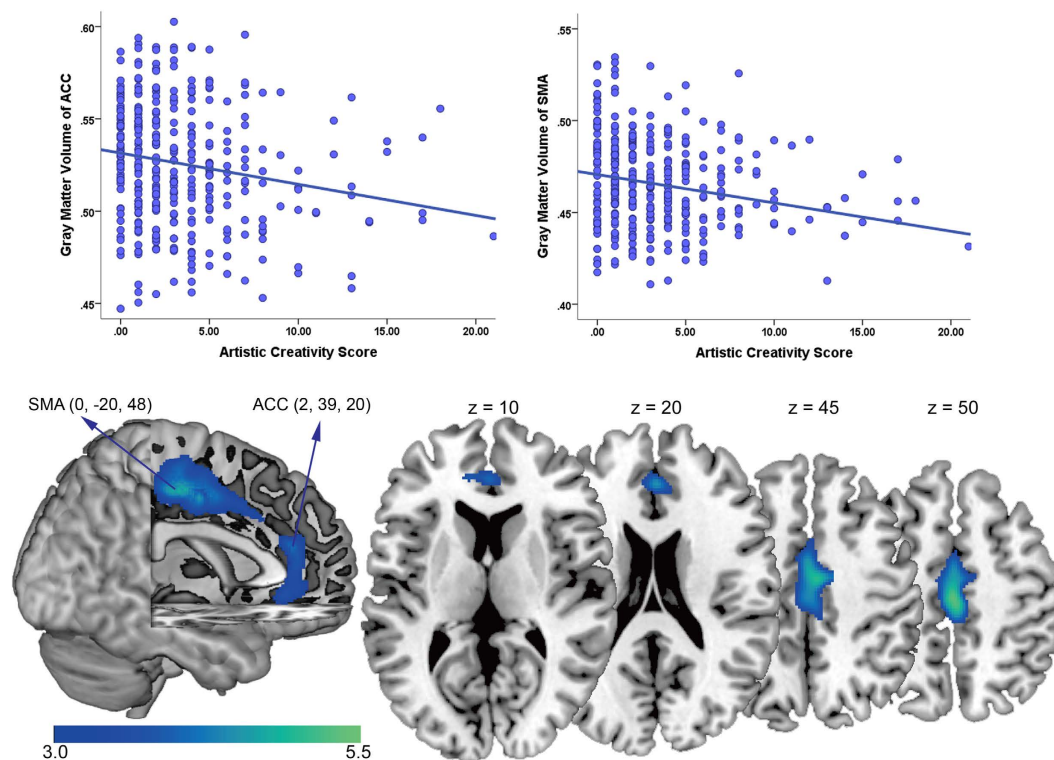 Gray Matter Volume of ACC
.60
.55
.50
.45
.00 5.00 10.00 15.00 20.00
Artistic Creativity Score
Gray Matter Volume of SMA
.55
.50
.45
.40
.00 5.00 10.00 15.00 20.00
Artistic Creativity Score
SMA (0, -20, 48)
ACC (2, 39, 20)
z = 10
z = 20
z = 45
z = 50
3.0 5.5